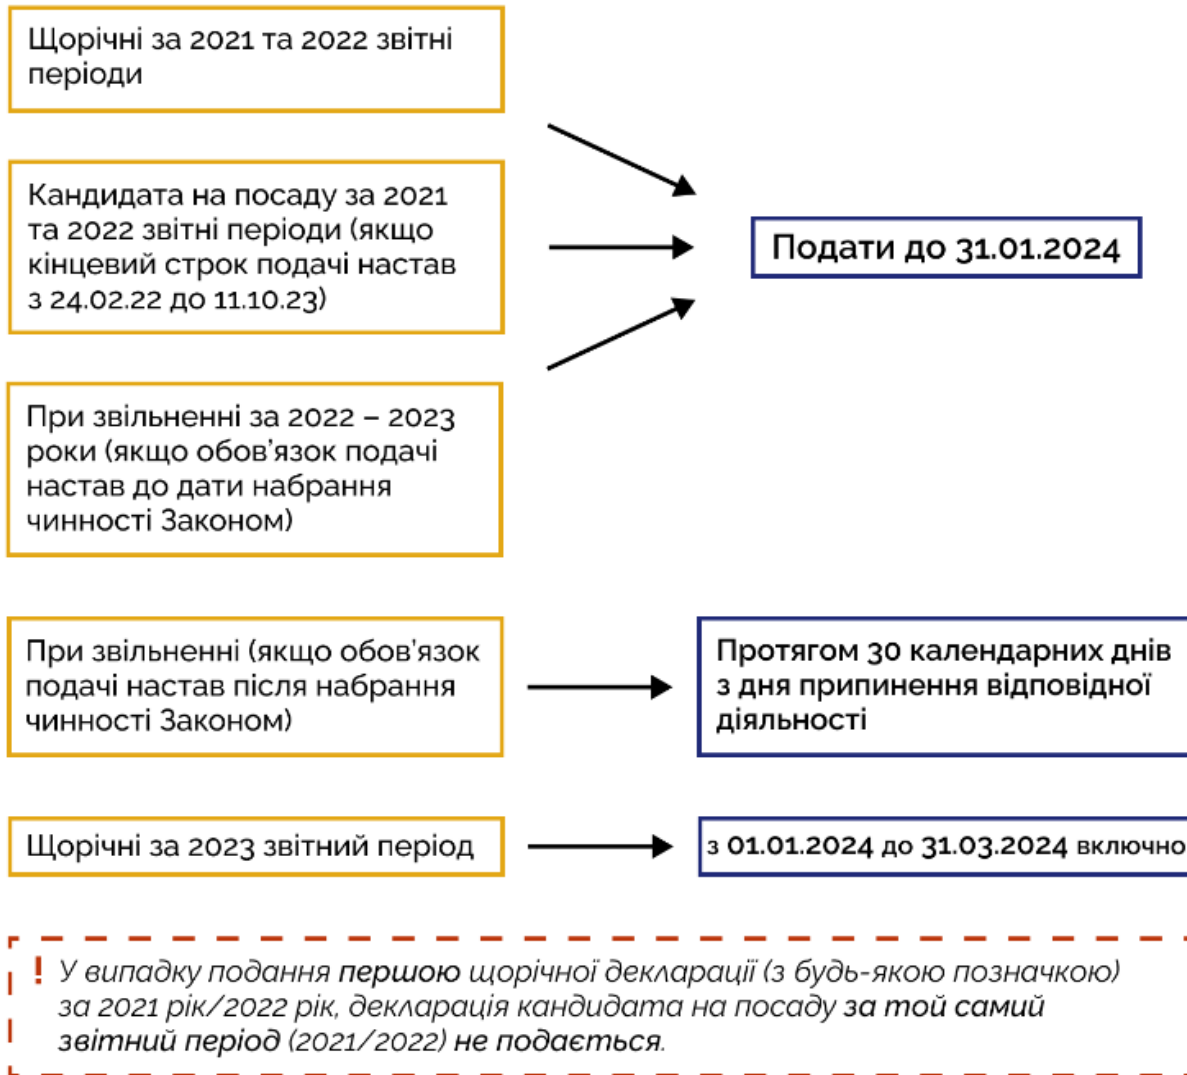 Щорічні за 2021 та 2022 звітні
періоди
Кандидата на посаду за 2021
та 2022 звітні періоди (якщо
кінцевий строк подачі настав
з 24.02.22 до 11.10.23)
Подати до 31.01.2024
При звільненні за 2022 – 2023
роки (якщо обов’язок подачі
настав до дати набрання
чинності Законом)
При звільненні (якщо обов’язок
подачі настав після набрання
чинності Законом)
Протягом 30 календарних днів
з дня припинення відповідної
діяльності
Щорічні за 2023 звітний період
з 01.01.2024 до 31.03.2024 включно
! У випадку подання першою щорічної декларації (з будь-якою позначкою)
за 2021 рік/2022 рік, декларація кандидата на посаду за той самий
звітний період (2021/2022) не подається.